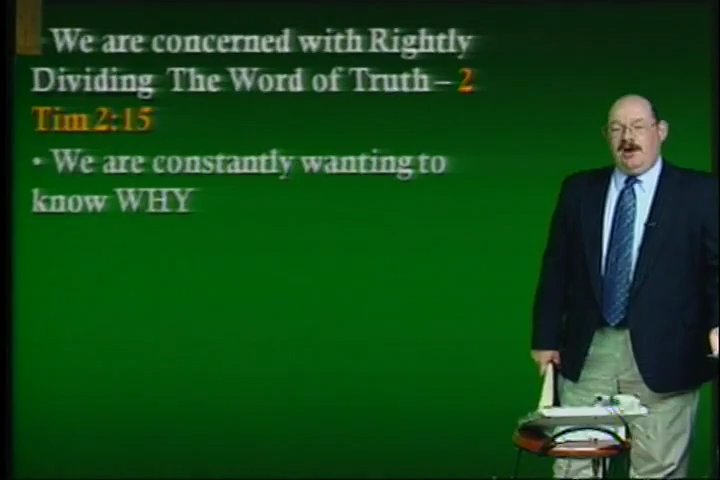 We are concerned with Rightly
Dividing The Word of Truth – 2
Tim 2:15
• We are constantly wanting to
know WHY